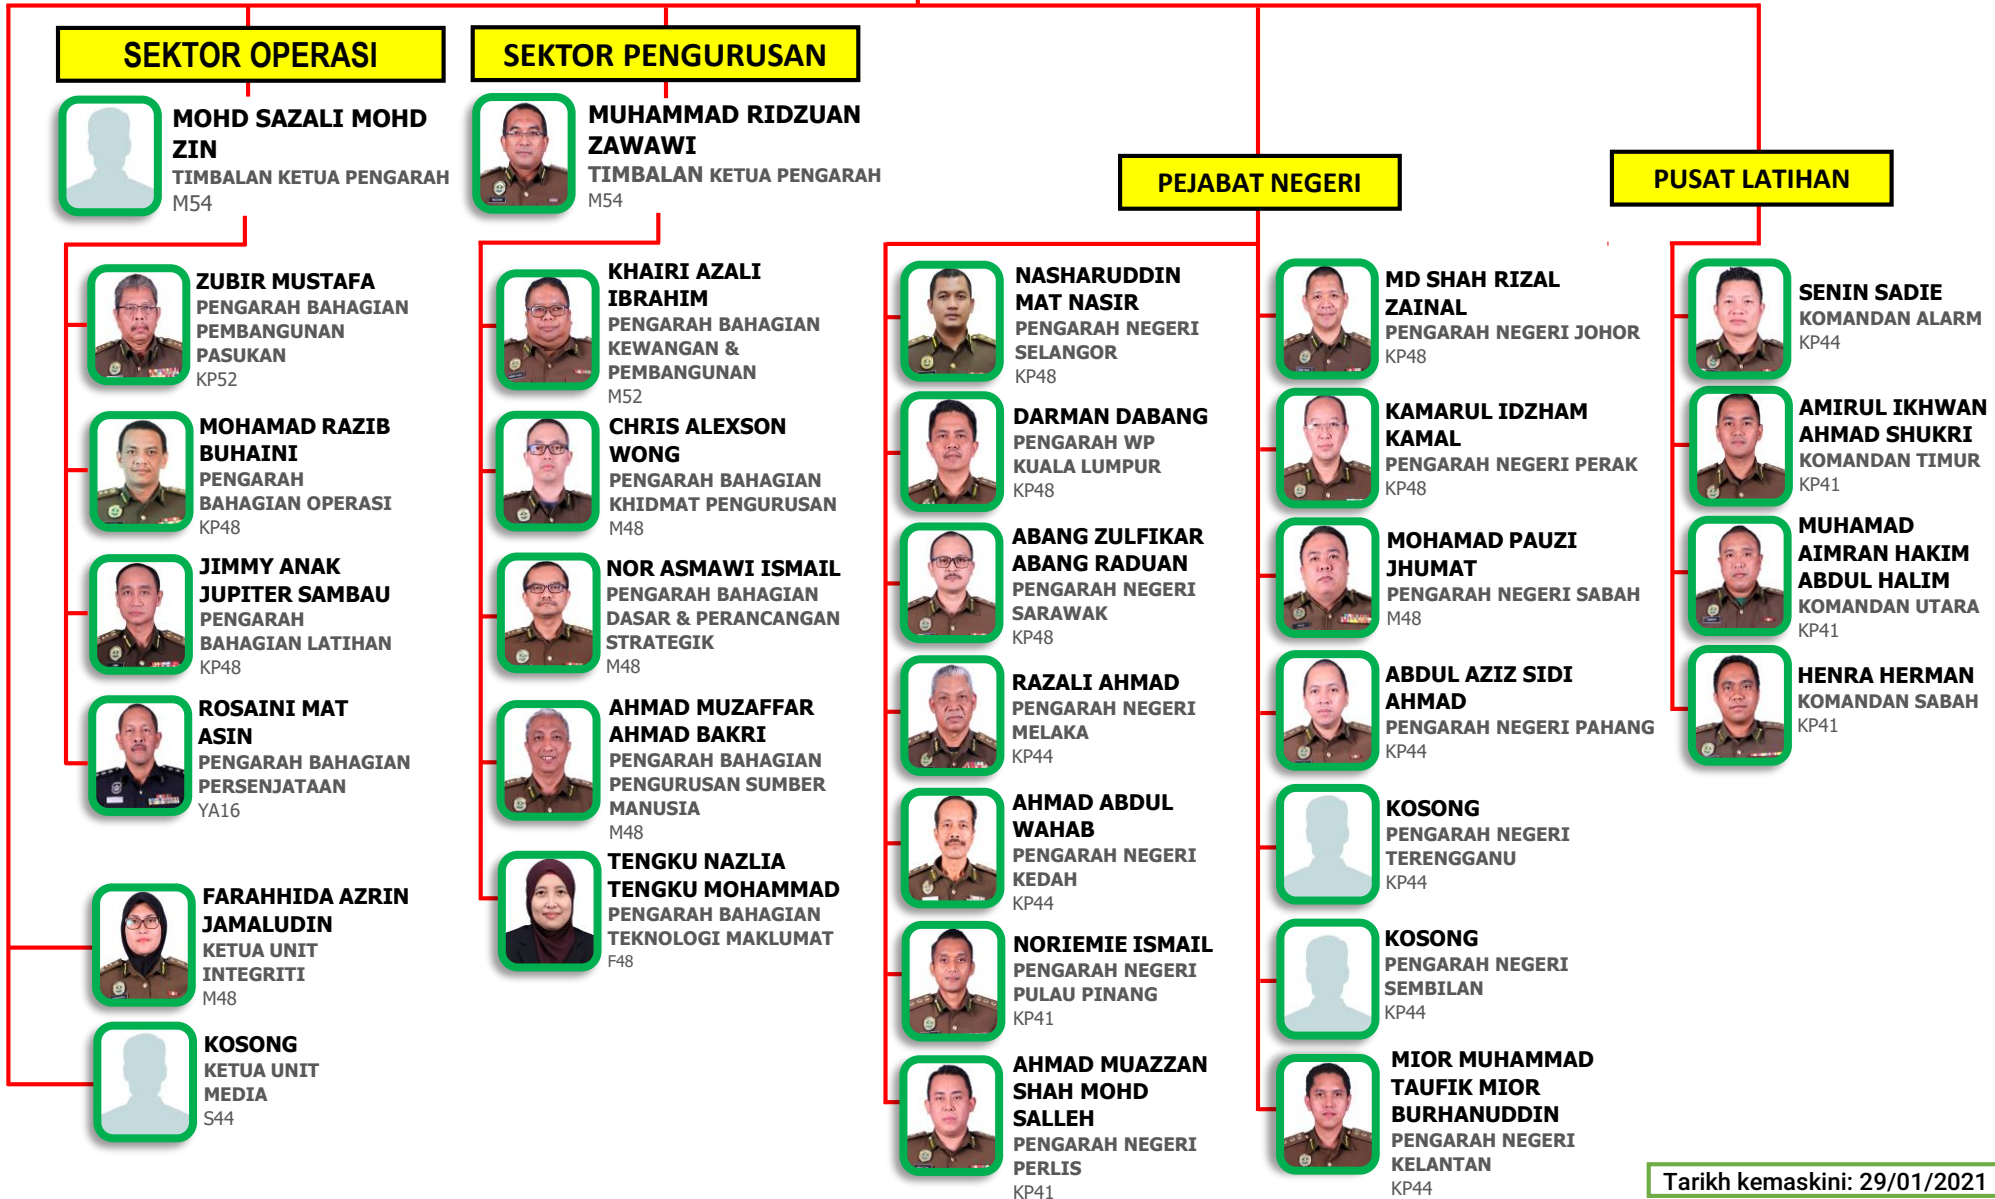 SEKTOR OPERASI
MOHD SAZALI MOHD
ZIN
TIMBALAN KETUA PENGARAH
M54
ZUBIR MUSTAFA
PENGARAH BAHAGIAN
PEMBANGUNAN
PASUKAN
KP52
MOHAMAD RAZIB
BUHAINI
PENGARAH
BAHAGIAN OPERASI
KP48
JIMMY ANAK
JUPITER SAMBAU
PENGARAH
BAHAGIAN LATIHAN
KP48
ROSAINI MAT
ASIN
PENGARAH BAHAGIAN
PERSENJATAAN
YA16
FARAHHIDA AZRIN
JAMALUDIN
KETUA UNIT
INTEGRITI
M48
KOSONG
KETUA UNIT
MEDIA
S44
SEKTOR PENGURUSAN
MUHAMMAD RIDZUAN
ZAWAWI
TIMBALAN KETUA PENGARAH
M54
KHAIRI AZALI
IBRAHIM
PENGARAH BAHAGIAN
KEWANGAN &
PEMBANGUNAN
M52
CHRIS ALEXSON
WONG
PENGARAH BAHAGIAN
KHIDMAT PENGURUSAN
M48
NOR ASMAWI ISMAIL
PENGARAH BAHAGIAN
DASAR & PERANCANGAN
STRATEGIK
M48
AHMAD MUZAFFAR
AHMAD BAKRI
PENGARAH BAHAGIAN
PENGURUSAN SUMBER
MANUSIA
M48
TENGKU NAZLIA
TENGKU MOHAMMAD
PENGARAH BAHAGIAN
TEKNOLOGI MAKLUMAT
F48
PEJABAT NEGERI
NASHARUDDIN
MAT NASIR
PENGARAH NEGERI
SELANGOR
KP48
DARMAN DABANG
PENGARAH WP
KUALA LUMPUR
KP48
ABANG ZULFIKAR
ABANG RADUAN
PENGARAH NEGERI
SARAWAK
KP48
RAZALI AHMAD
PENGARAH NEGERI
MELAKA
KP44
AHMAD ABDUL
WAHAB
PENGARAH NEGERI
KEDAH
KP44
NORIEMIE ISMAIL
PENGARAH NEGERI
PULAU PINANG
KP41
AHMAD MUAZZAN
SHAH MOHD
SALLEH
PENGARAH NEGERI
PERLIS
KP41
MD SHAH RIZAL
ZAINAL
PENGARAH NEGERI JOHOR
KP48
KAMARUL IDZHAM
KAMAL
PENGARAH NEGERI PERAK
KP48
MOHAMAD PAUZI
JHUMAT
PENGARAH NEGERI SABAH
M48
ABDUL AZIZ SIDI
AHMAD
PENGARAH NEGERI PAHANG
KP44
KOSONG
PENGARAH NEGERI
TERENGGANU
KP44
KOSONG
PENGARAH NEGERI
SEMBILAN
KP44
MIOR MUHAMMAD
TAUFIK MIOR
BURHANUDDIN
PENGARAH NEGERI
KELANTAN
KP44
PUSAT LATIHAN
SENIN SADIE
KOMANDAN ALARM
KP44
AMIRUL IKHWAN
AHMAD SHUKRI
KOMANDAN TIMUR
KP41
MUHAMAD
AIMRAN HAKIM
ABDUL HALIM
KOMANDAN UTARA
KP41
HENRA HERMAN
KOMANDAN SABAH
KP41
Tarikh kemaskini: 29/01/2021